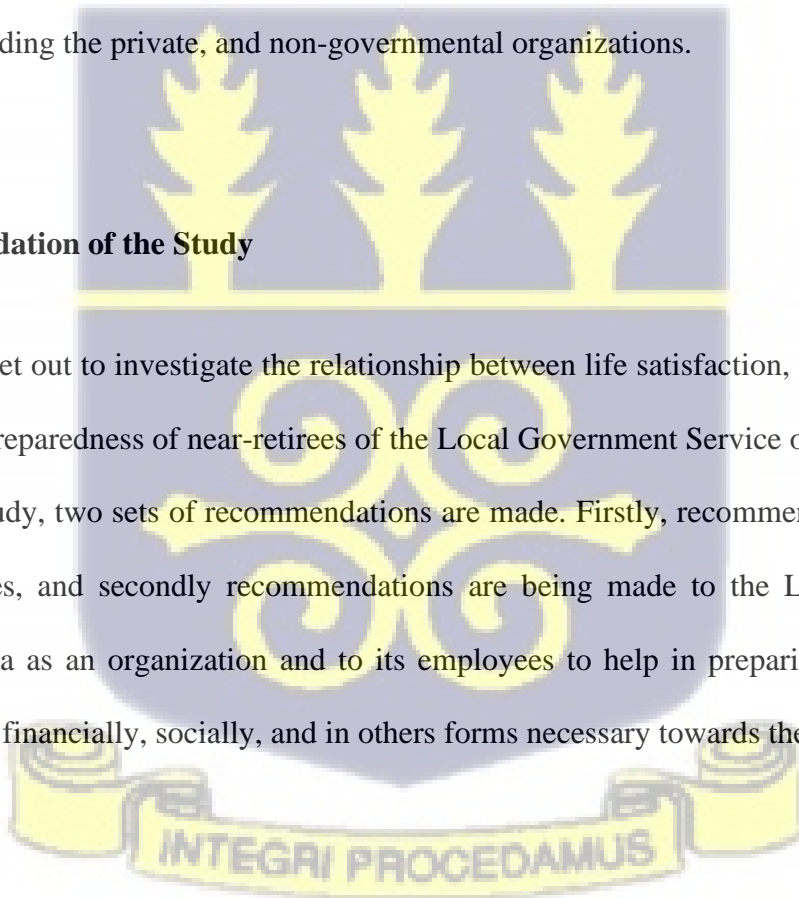 ding the private, and non-governmental organizations.
dation of the Study
et out to investigate the relationship between life satisfaction,
reparedness of near-retirees of the Local Government Service o
udy, two sets of recommendations are made. Firstly, recommen
es, and secondly recommendations are being made to the L
a as an organization and to its employees to help in prepari
financially, socially, and in others forms necessary towards the
INTEGRI PROCEDAMUS